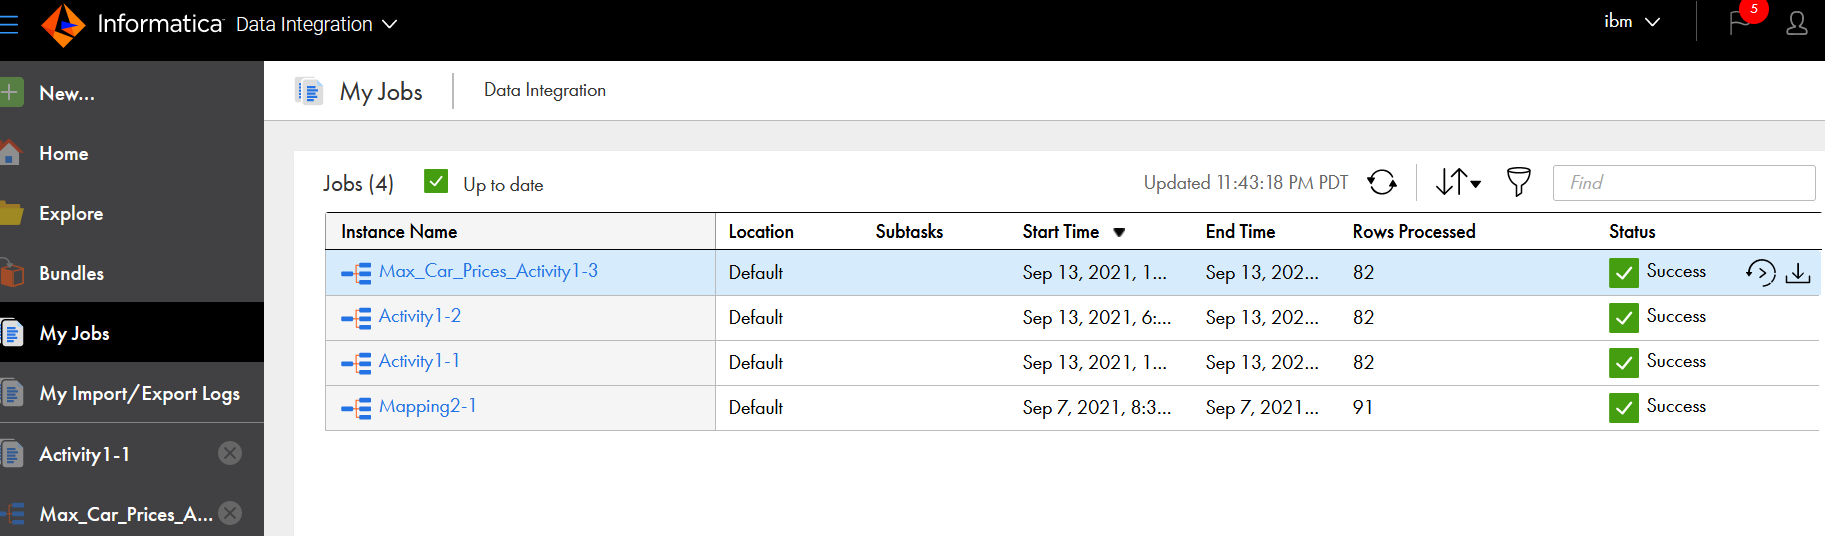 Informatica Data Integration
ibm
5
New...
Home
Explore
Bundles
My Jobs
My Import/Export Logs
Activity1-1
Max_Car_Prices_A...
My Jobs
Data Integration
Jobs (4)
Up to date
Updated 11:43:18 PM PDT
Find
Instance Name Location Subtasks Start Time End Time Rows Processed Status
Max_Car_Prices_Activity1-3 Default Sep 13, 2021, 1... Sep 13, 202... 82 Success
Activity1-2 Default Sep 13, 2021, 6:... Sep 13, 202... 82 Success
Activity1-1 Default Sep 13, 2021, 1... Sep 13, 202... 82 Success
Mapping2-1 Default Sep 7, 2021, 8:3... Sep 7, 2021... 91 Success